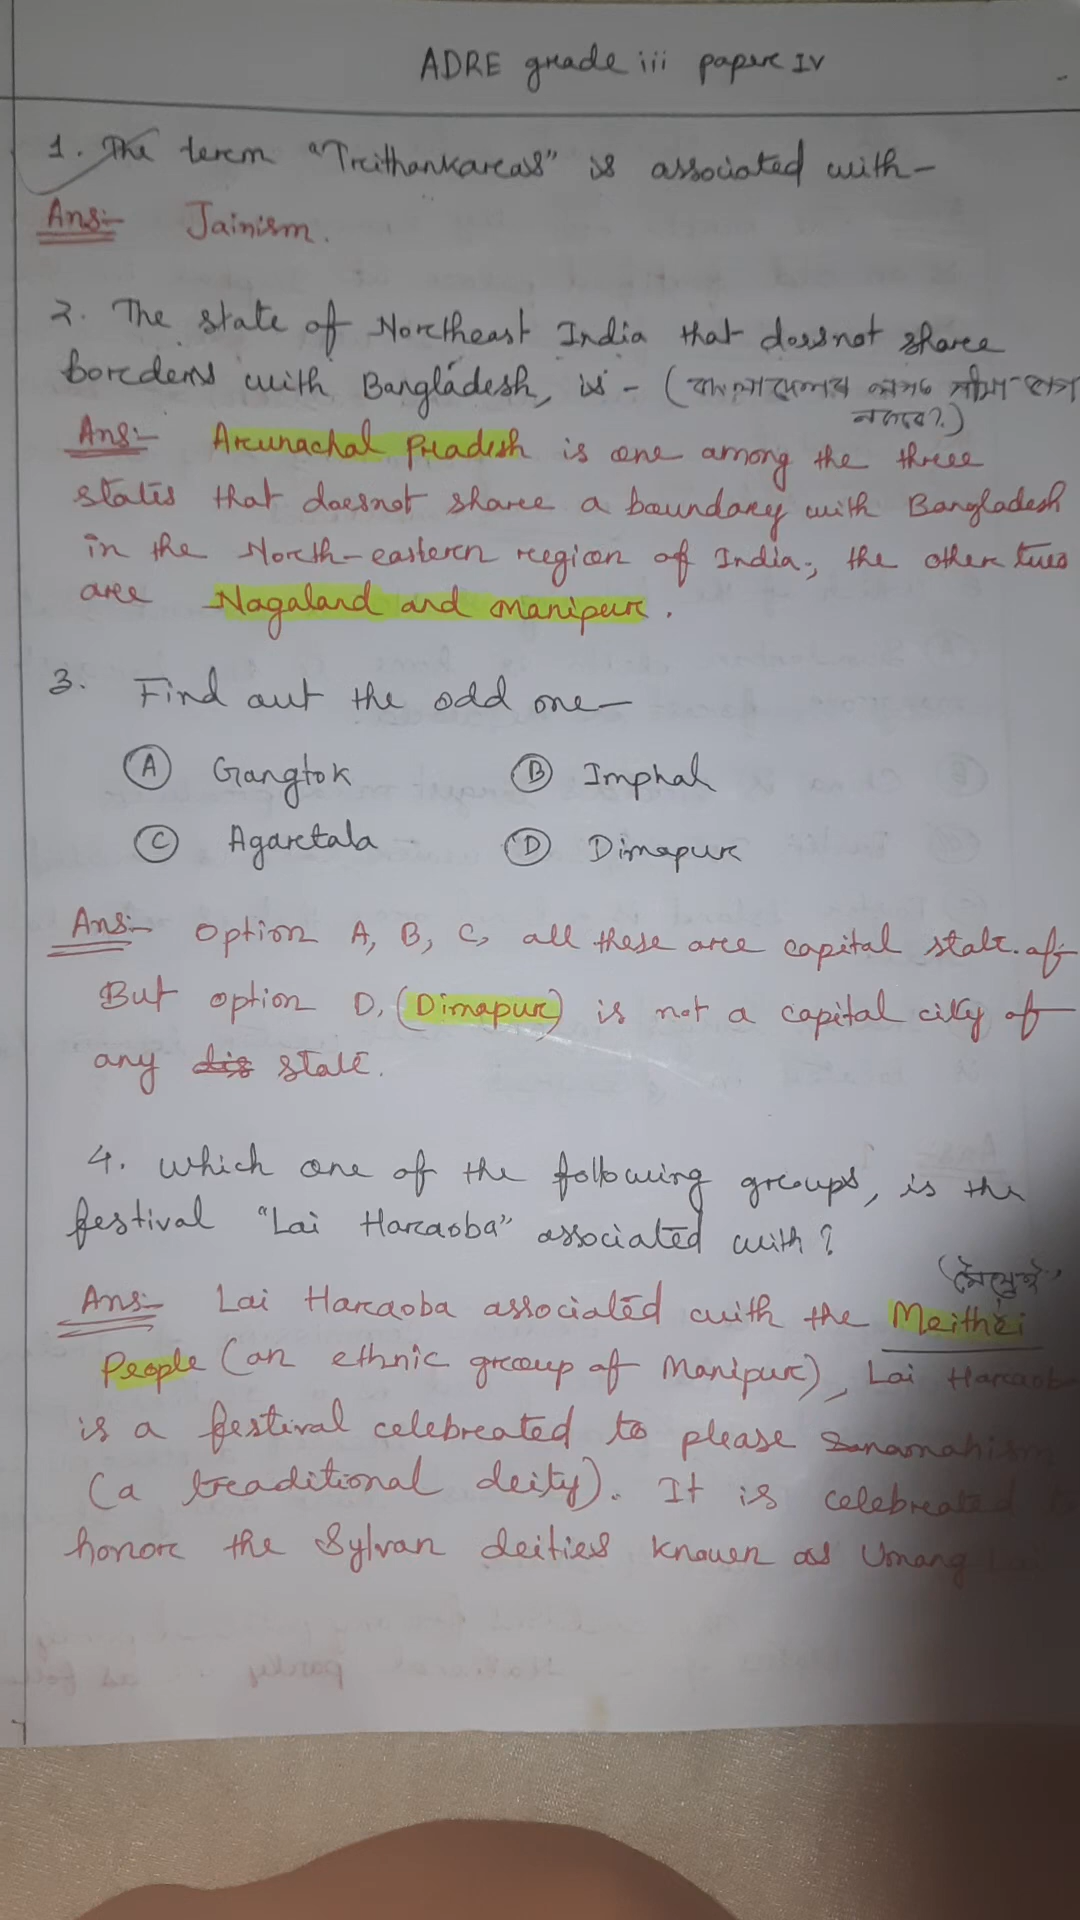 ADRE grade iii paper IV
1. The term "Trithankaras" is associated with-
Ans:- Jainism.
2. The state of Northeast India that doesnot share
borders with Bangladesh, is - (
Ans:- Arunachal Pradesh is one among the three
states that doesnot share a boundary with Bangladesh
in the North-eastern region of India; the other two
are Nagaland and manipur.
3. Find out the odd one-
(A) Gangtok (B) Imphal
(C) Agartala (D) Dimapur
Ans:- Option A, B, C, all these are capital state. of
But option D, (Dimapur) is not a capital city of
any dis state.
4. Which one of the following groups, is the
festival "Lai Haraoba" associated with?
Ans:- Lai Haraoba associated with the Meithei
People (an ethnic group of Manipur), Lai Haraoba
is a festival celebrated to please Sanamahism
(a traditional deity). It is celebrated
honor the Sylvan deities known as Umang